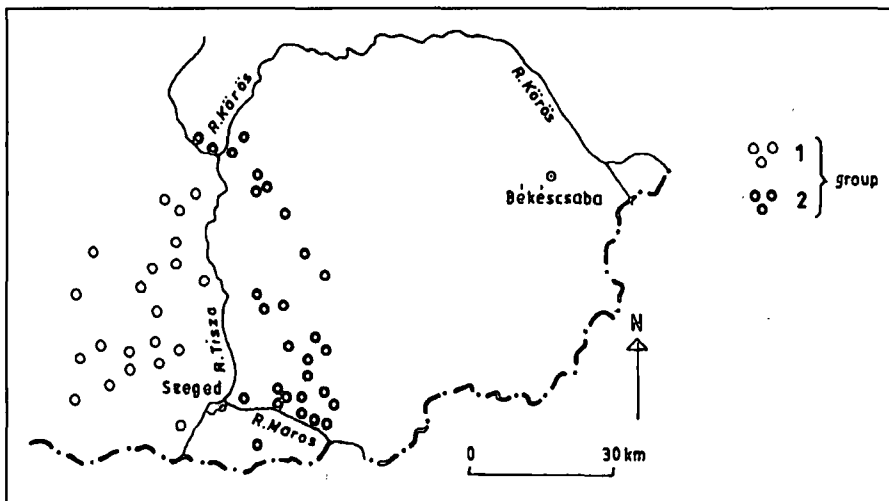 R. Körös
R. Körös
Békéscsaba
1
2
group
R. Tisza
Szeged
R. Maros
N
0 30 km